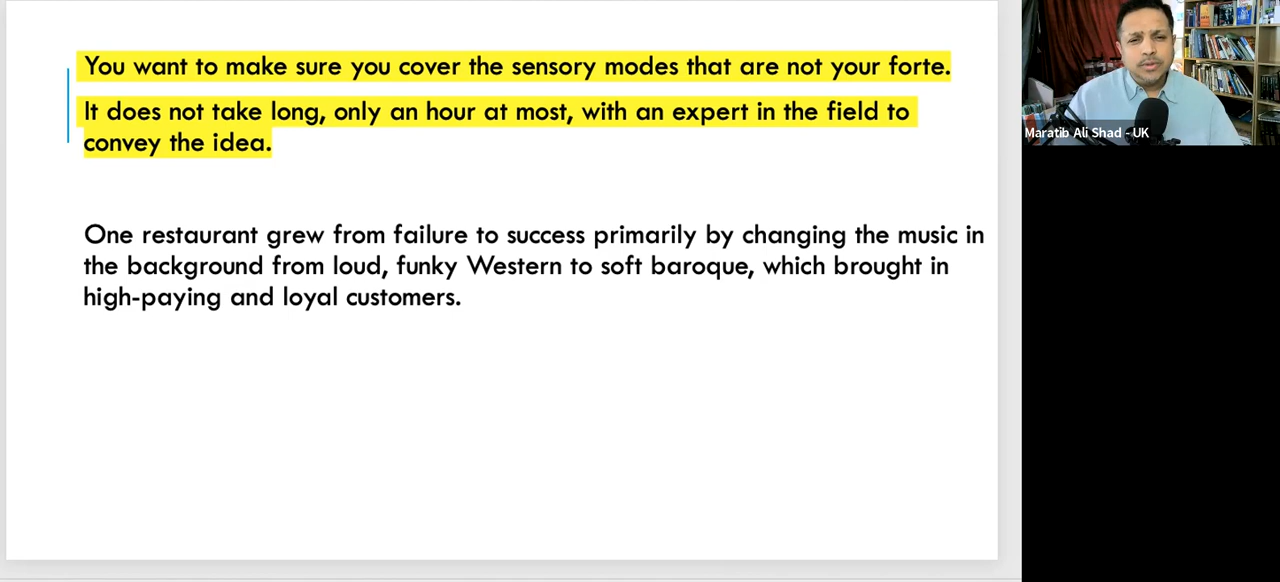 You want to make sure you cover the sensory modes that are not your forte.
It does not take long, only an hour at most, with an expert in the field to
convey the idea.
One restaurant grew from failure to success primarily by changing the music in
the background from loud, funky Western to soft baroque, which brought in
high-paying and loyal customers.
Maratib Ali Shad - UK